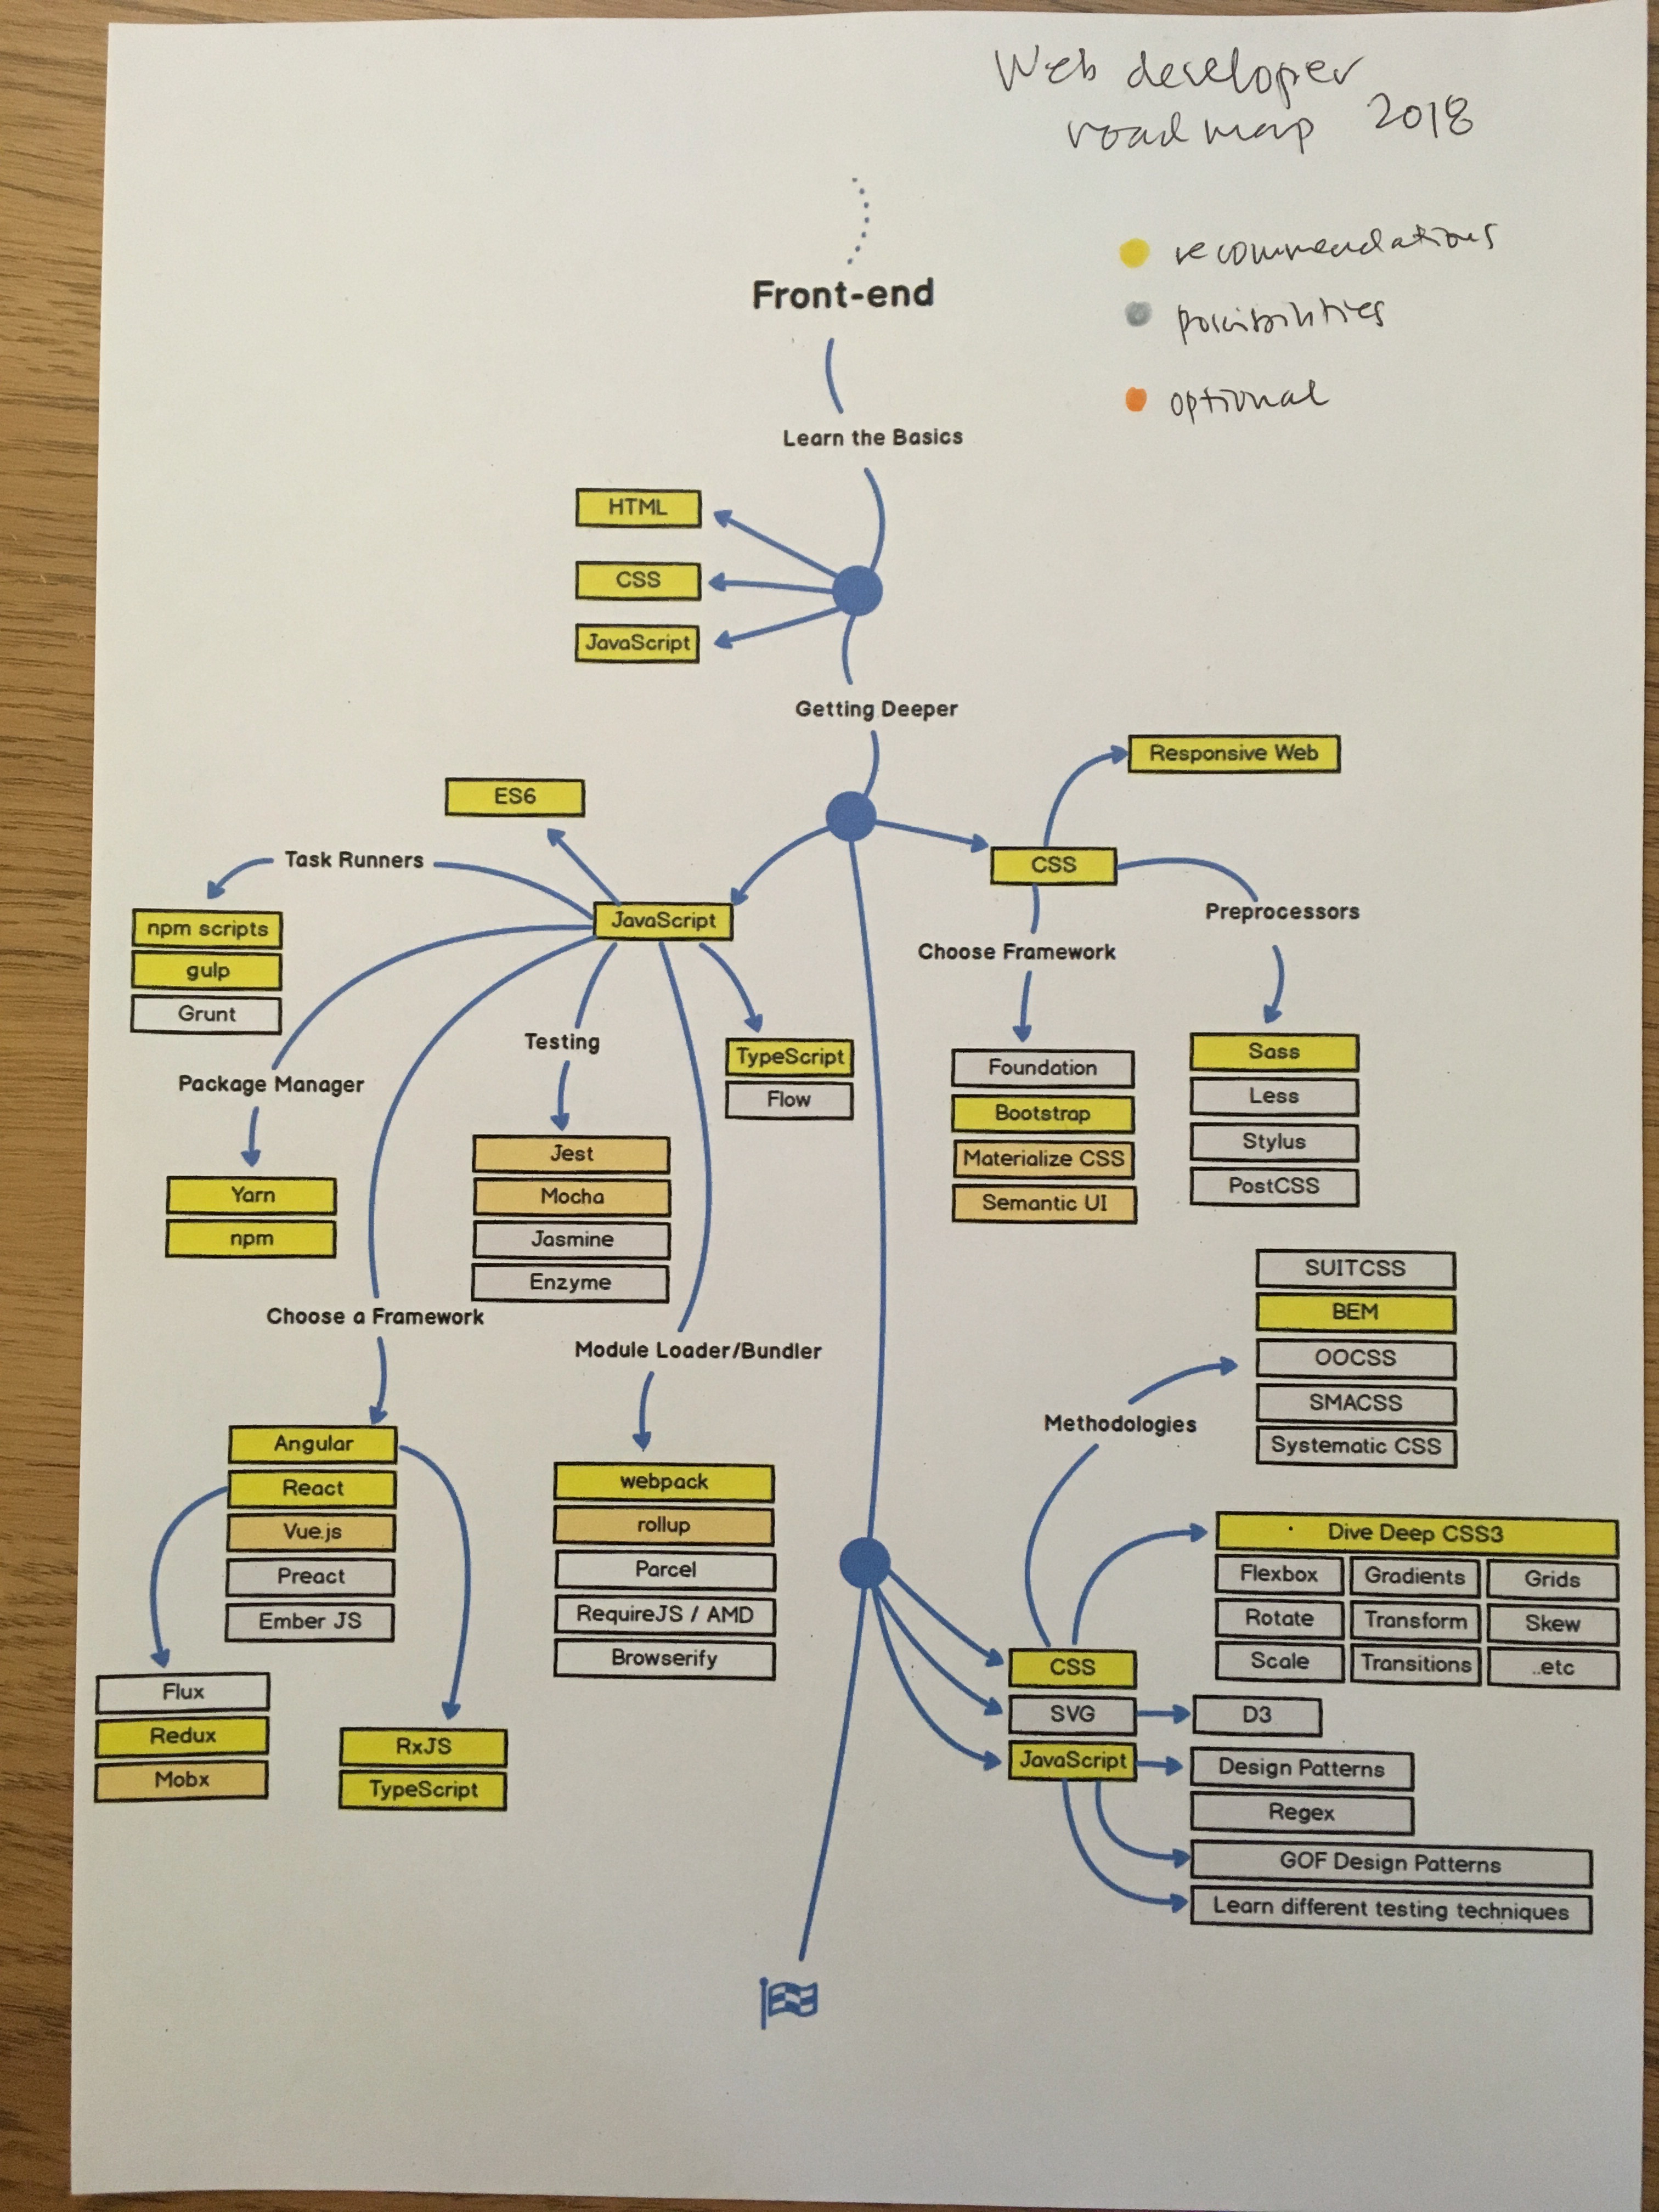 Web developer
roadmap 2018
recommendations
possibilities
optional
Front-end
Learn the Basics
HTML
CSS
JavaScript
Getting Deeper
Responsive Web
ES6
CSS
Task Runners
JavaScript
npm scripts
gulp
Grunt
Preprocessors
Choose Framework
Testing
TypeScript
Flow
Package Manager
Yarn
npm
Foundation
Bootstrap
Materialize CSS
Semantic UI
Sass
Less
Stylus
PostCSS
Jest
Mocha
Jasmine
Enzyme
Choose a Framework
Module Loader/Bundler
SUITCSS
BEM
OOCSS
SMACSS
Systematic CSS
Methodologies
Angular
React
Vue.js
Preact
Ember JS
webpack
rollup
Parcel
RequireJS / AMD
Browserify
Dive Deep CSS3
Flexbox Gradients Grids
Rotate Transform Skew
Scale Transitions ..etc
Flux
Redux
Mobx
RxJS
TypeScript
CSS
SVG
D3
JavaScript
Design Patterns
Regex
GOF Design Patterns
Learn different testing techniques